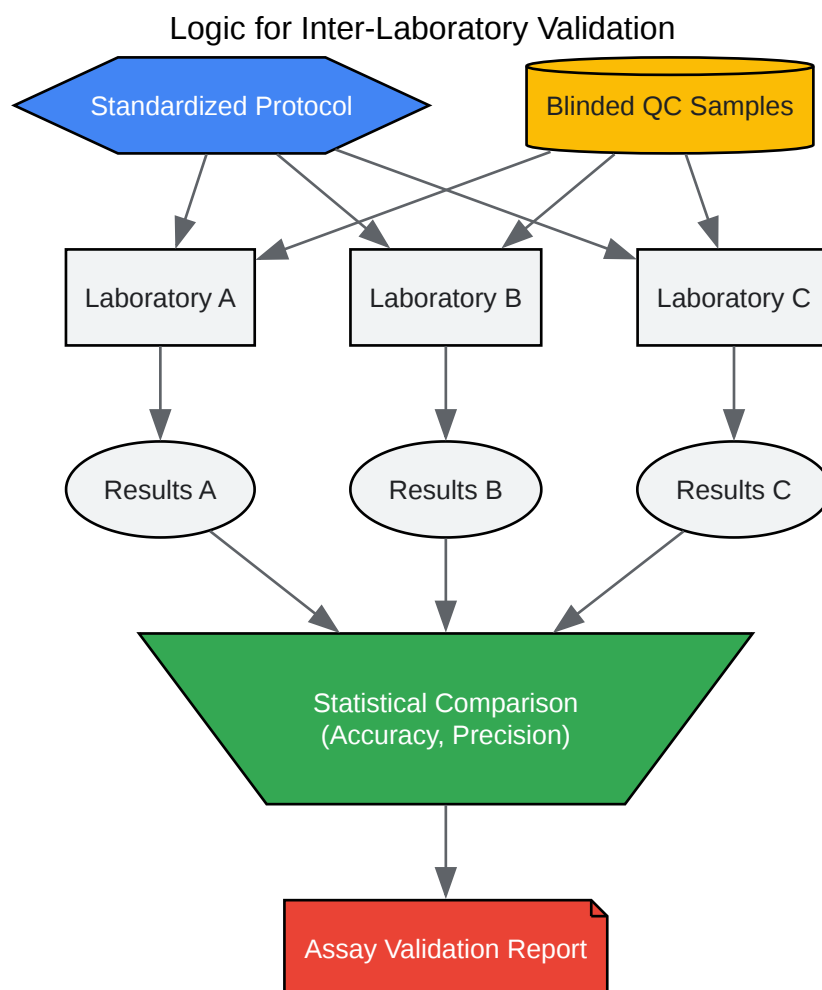 Logic for Inter-Laboratory Validation
Standardized Protocol
Blinded QC Samples
Laboratory A
Laboratory B
Laboratory C
Results A
Results B
Results C
Statistical Comparison
(Accuracy, Precision)
Assay Validation Report